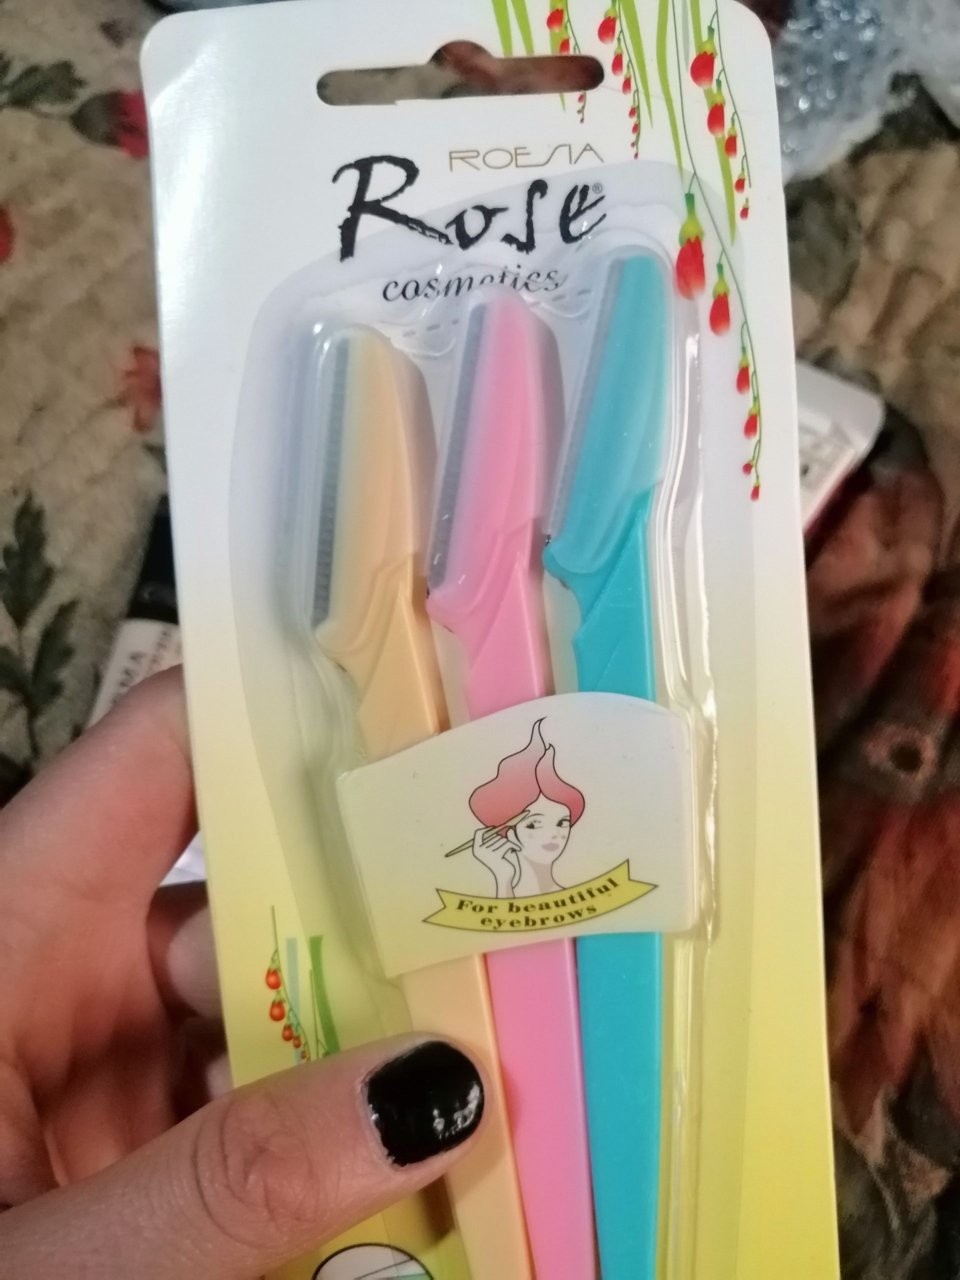 ROESIA
Rose®
cosmetics
For beautiful
eyebrows